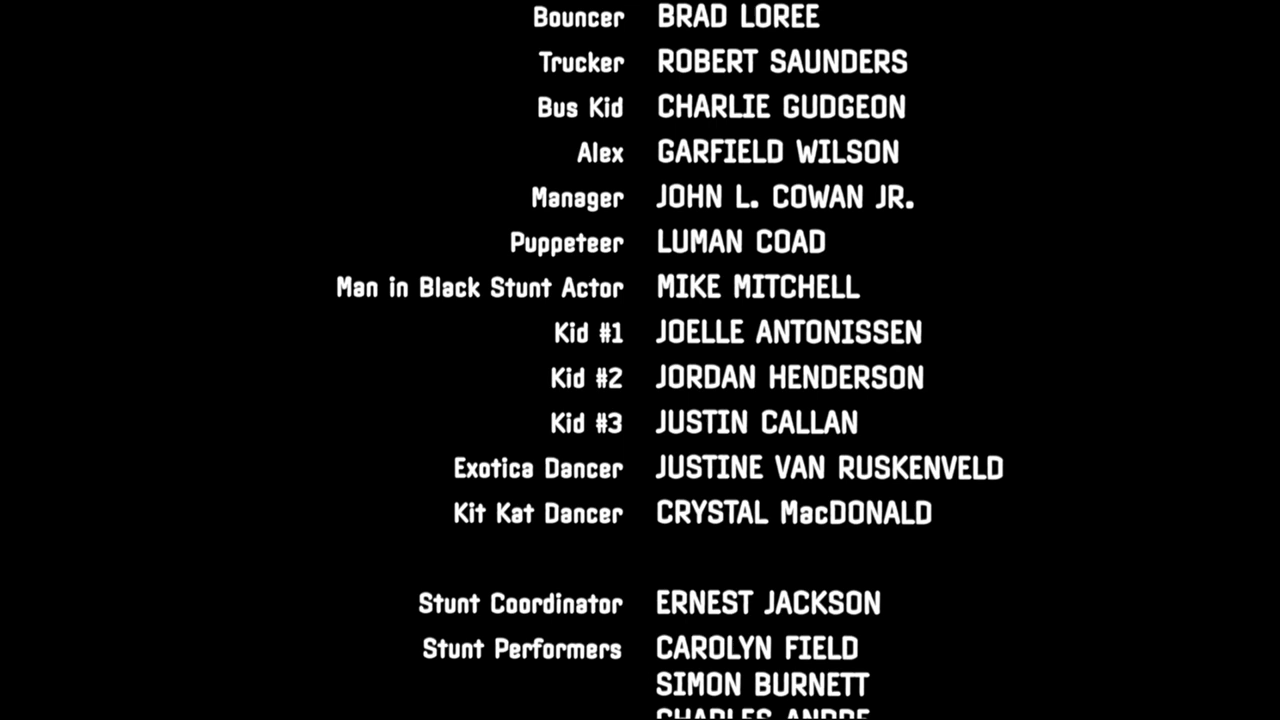 Bouncer BRAD LOREE
Trucker ROBERT SAUNDERS
Bus Kid CHARLIE GUDGEON
Alex GARFIELD WILSON
Manager JOHN L. COWAN JR.
Puppeteer LUMAN COAD
Man in Black Stunt Actor MIKE MITCHELL
Kid #1 JOELLE ANTONISSEN
Kid #2 JORDAN HENDERSON
Kid #3 JUSTIN CALLAN
Exotica Dancer JUSTINE VAN RUSKENVELD
Kit Kat Dancer CRYSTAL MacDONALD
Stunt Coordinator ERNEST JACKSON
Stunt Performers CAROLYN FIELD
SIMON BURNETT
CHARLES ANDRE